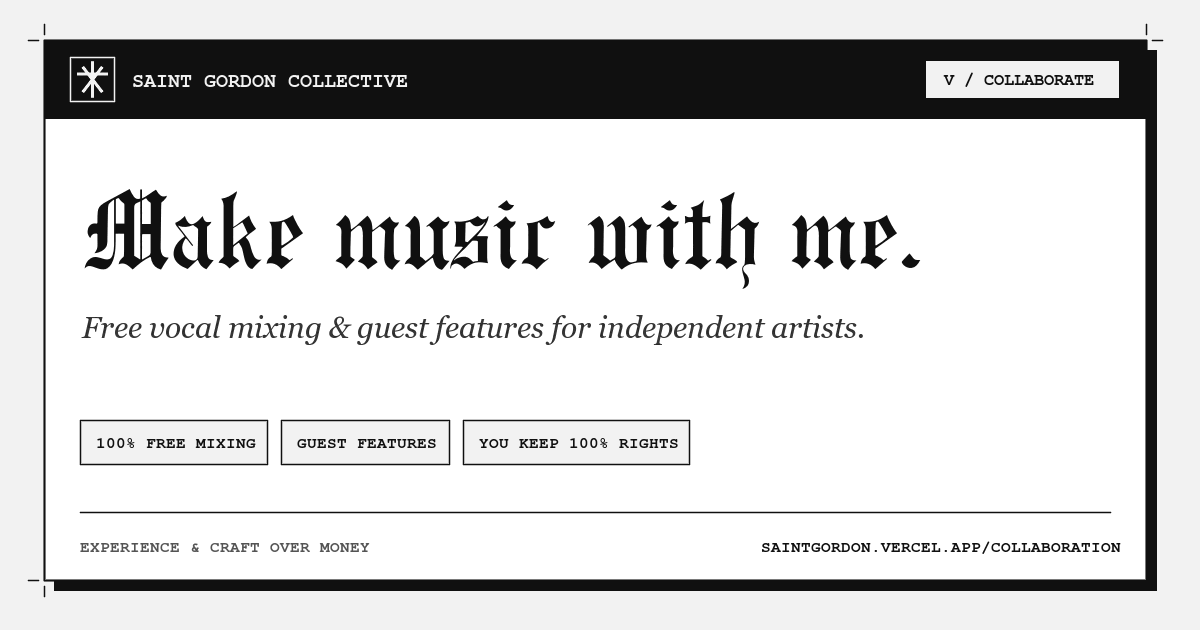 SAINT GORDON COLLECTIVE
V / COLLABORATE
Make music with me.
Free vocal mixing & guest features for independent artists.
100% FREE MIXING
GUEST FEATURES
YOU KEEP 100% RIGHTS
EXPERIENCE & CRAFT OVER MONEY
SAINTGORDON.VERCEL.APP/COLLABORATION